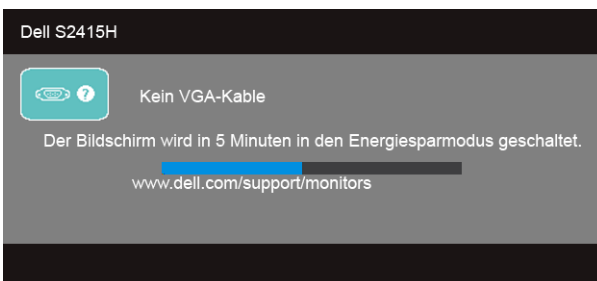 Dell S2415H
Kein VGA-Kable
Der Bildschirm wird in 5 Minuten in den Energiesparmodus geschaltet.
www.dell.com/support/monitors